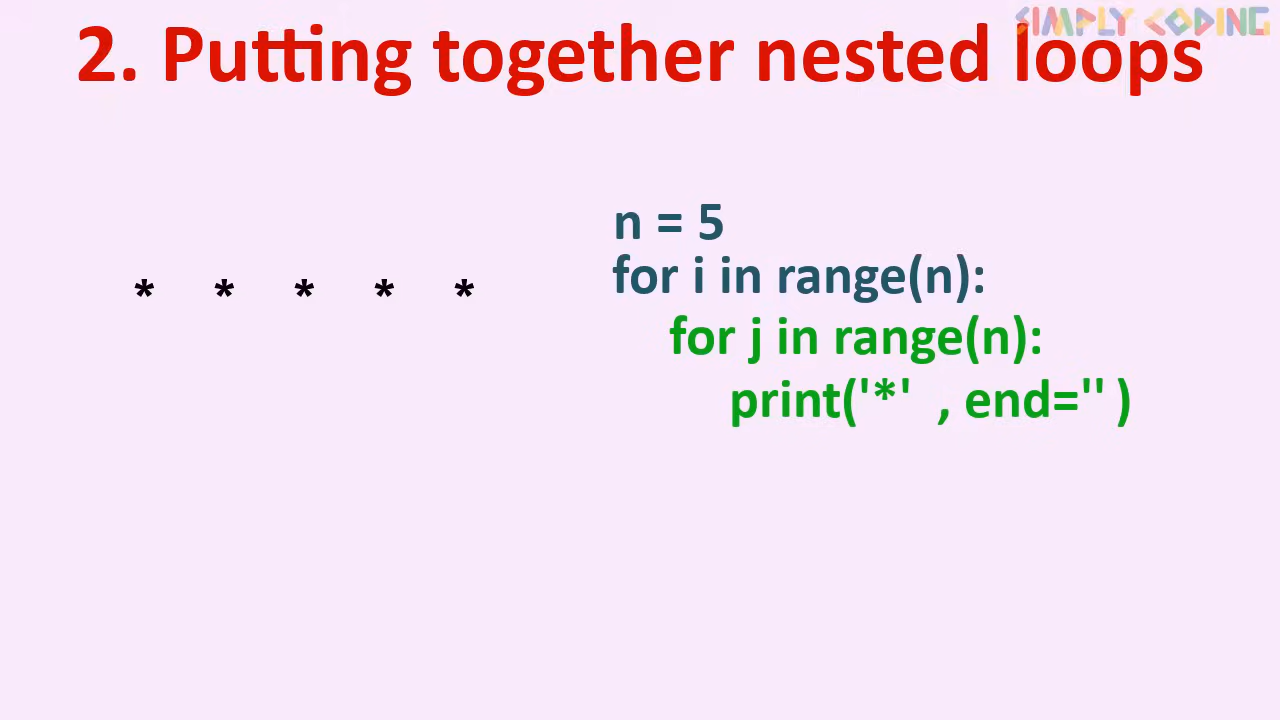 SIMPLY CODING
2. Putting together nested loops
n = 5
for i in range(n):
* * * * *
for j in range(n):
print('*' , end='' )